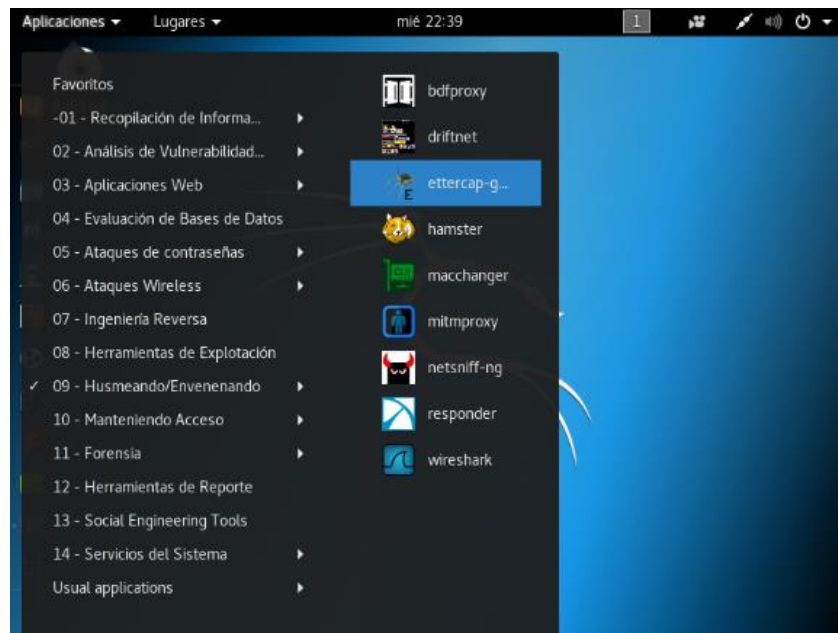 Aplicaciones Lugares mié 22:39 1
Favoritos
-01 - Recopilación de Informa...
02 - Análisis de Vulnerabilidad...
03 - Aplicaciones Web
04 - Evaluación de Bases de Datos
05 - Ataques de contraseñas
06 - Ataques Wireless
07 - Ingeniería Reversa
08 - Herramientas de Explotación
✓ 09 - Husmeando/Envenenando
10 - Manteniendo Acceso
11 - Forensia
12 - Herramientas de Reporte
13 - Social Engineering Tools
14 - Servicios del Sistema
Usual applications
bdfproxy
driftnet
ettercap-g...
hamster
macchanger
mitmproxy
netsniff-ng
responder
wireshark